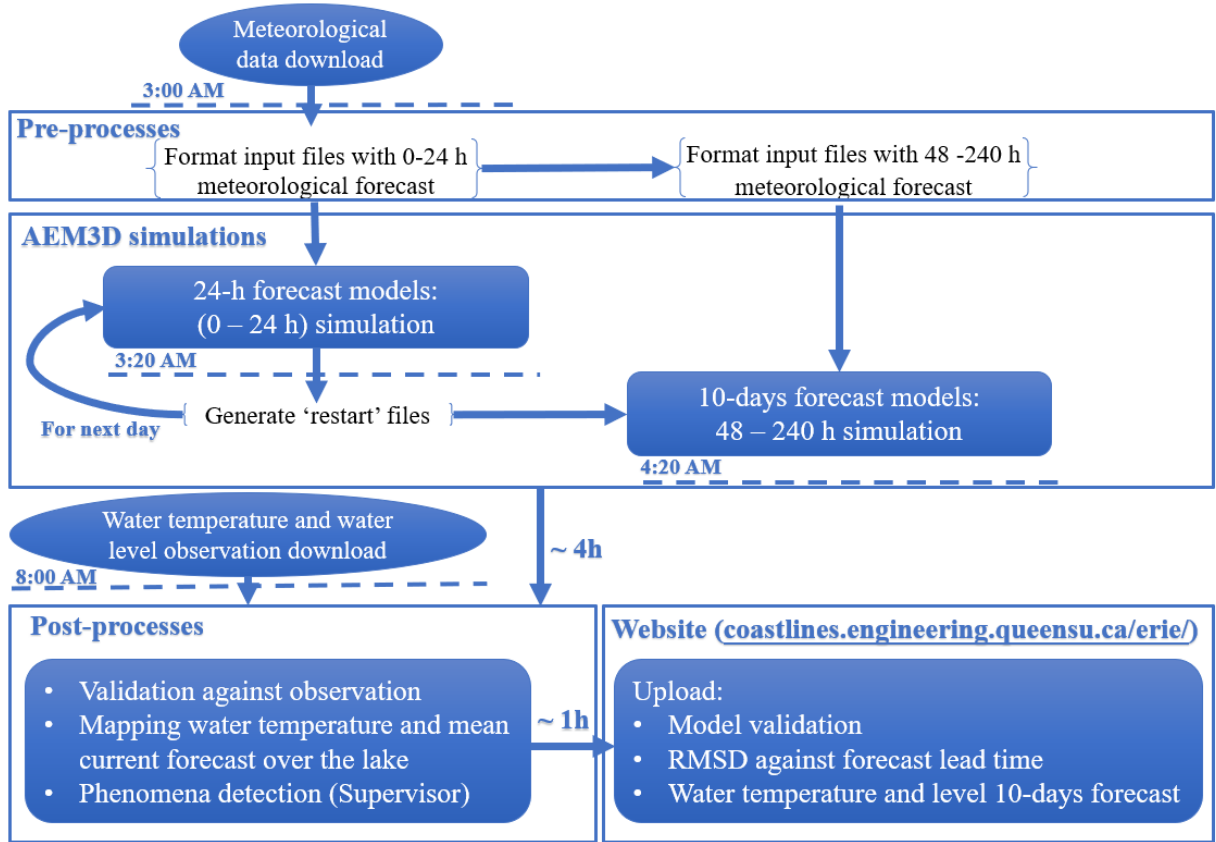 Meteorological
data download
3:00 AM
Pre-processes
Format input files with 0-24 h
meteorological forecast
Format input files with 48 -240 h
meteorological forecast
AEM3D simulations
24-h forecast models:
(0 – 24 h) simulation
3:20 AM
Generate ‘restart’ files
For next day
10-days forecast models:
48 – 240 h simulation
4:20 AM
Water temperature and water
level observation download
8:00 AM
~ 4h
Post-processes
• Validation against observation
• Mapping water temperature and mean
current forecast over the lake
• Phenomena detection (Supervisor)
~ 1h
Website (coastlines.engineering.queensu.ca/erie/)
Upload:
• Model validation
• RMSD against forecast lead time
• Water temperature and level 10-days forecast